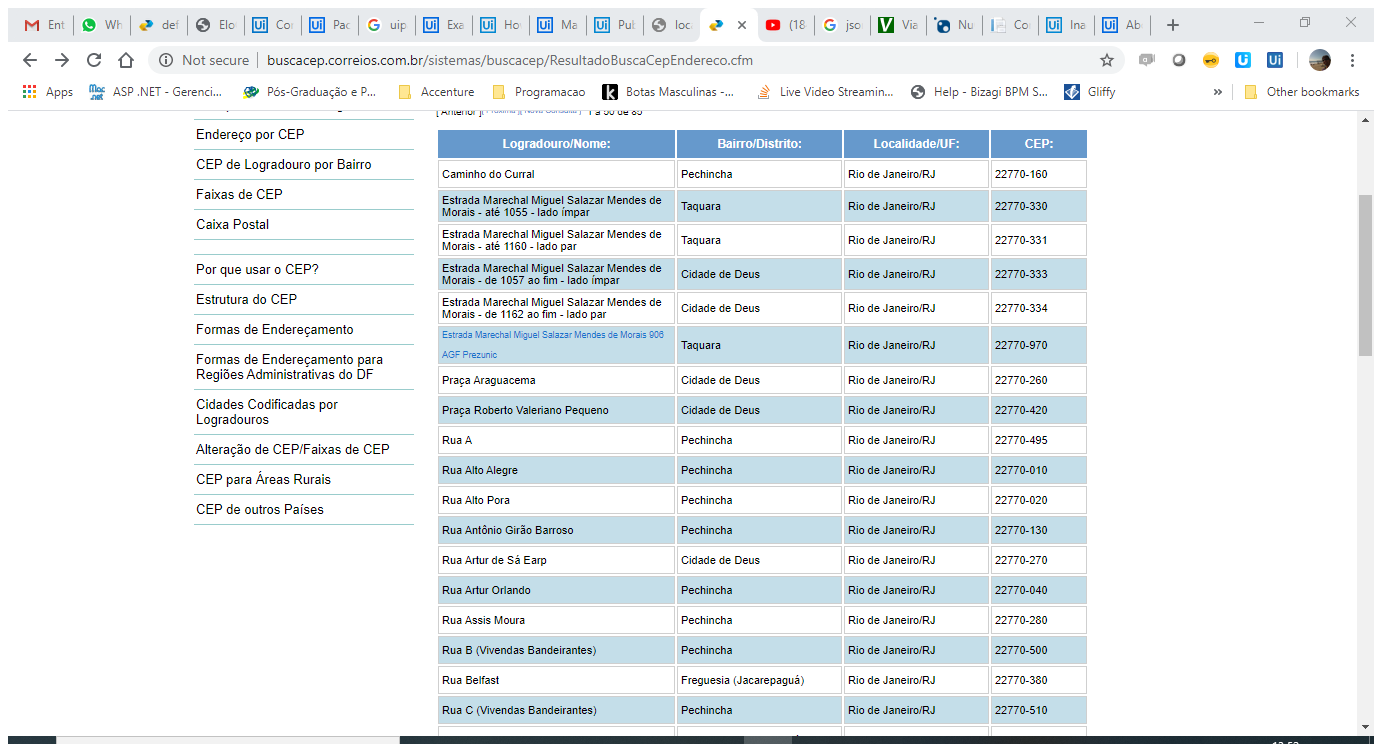 Ent
Wh
def
Elo
Cor
Pac
uip
Exa
Ho
Ma
Pul
loc
(18
jso
Via
Nu
Co
Ina
Ab
Not secure
buscacep.correios.com.br/sistemas/buscacep/ResultadoBuscaCepEndereco.cfm
Apps
ASP .NET - Gerenci...
Pós-Graduação e P...
Accenture
Programacao
Botas Masculinas -...
Live Video Streamin...
Help - Bizagi BPM S...
Gliffy
»
Other bookmarks
[ Anterior ][ Próxima ][ Nova Consulta ] 1 a 50 de 85
Endereço por CEP
CEP de Logradouro por Bairro
Faixas de CEP
Caixa Postal
Por que usar o CEP?
Estrutura do CEP
Formas de Endereçamento
Formas de Endereçamento para
Regiões Administrativas do DF
Cidades Codificadas por
Logradouros
Alteração de CEP/Faixas de CEP
CEP para Áreas Rurais
CEP de outros Países
Logradouro/Nome: Bairro/Distrito: Localidade/UF: CEP:
Caminho do Curral Pechincha Rio de Janeiro/RJ 22770-160
Estrada Marechal Miguel Salazar Mendes de
Morais - até 1055 - lado ímpar Taquara Rio de Janeiro/RJ 22770-330
Estrada Marechal Miguel Salazar Mendes de
Morais - até 1160 - lado par Taquara Rio de Janeiro/RJ 22770-331
Estrada Marechal Miguel Salazar Mendes de
Morais - de 1057 ao fim - lado ímpar Cidade de Deus Rio de Janeiro/RJ 22770-333
Estrada Marechal Miguel Salazar Mendes de
Morais - de 1162 ao fim - lado par Cidade de Deus Rio de Janeiro/RJ 22770-334
Estrada Marechal Miguel Salazar Mendes de Morais 906
AGF Prezunic Taquara Rio de Janeiro/RJ 22770-970
Praça Araguacema Cidade de Deus Rio de Janeiro/RJ 22770-260
Praça Roberto Valeriano Pequeno Cidade de Deus Rio de Janeiro/RJ 22770-420
Rua A Pechincha Rio de Janeiro/RJ 22770-495
Rua Alto Alegre Pechincha Rio de Janeiro/RJ 22770-010
Rua Alto Pora Pechincha Rio de Janeiro/RJ 22770-020
Rua Antônio Girão Barroso Pechincha Rio de Janeiro/RJ 22770-130
Rua Artur de Sá Earp Cidade de Deus Rio de Janeiro/RJ 22770-270
Rua Artur Orlando Pechincha Rio de Janeiro/RJ 22770-040
Rua Assis Moura Pechincha Rio de Janeiro/RJ 22770-280
Rua B (Vivendas Bandeirantes) Pechincha Rio de Janeiro/RJ 22770-500
Rua Belfast Freguesia (Jacarepaguá) Rio de Janeiro/RJ 22770-380
Rua C (Vivendas Bandeirantes) Pechincha Rio de Janeiro/RJ 22770-510